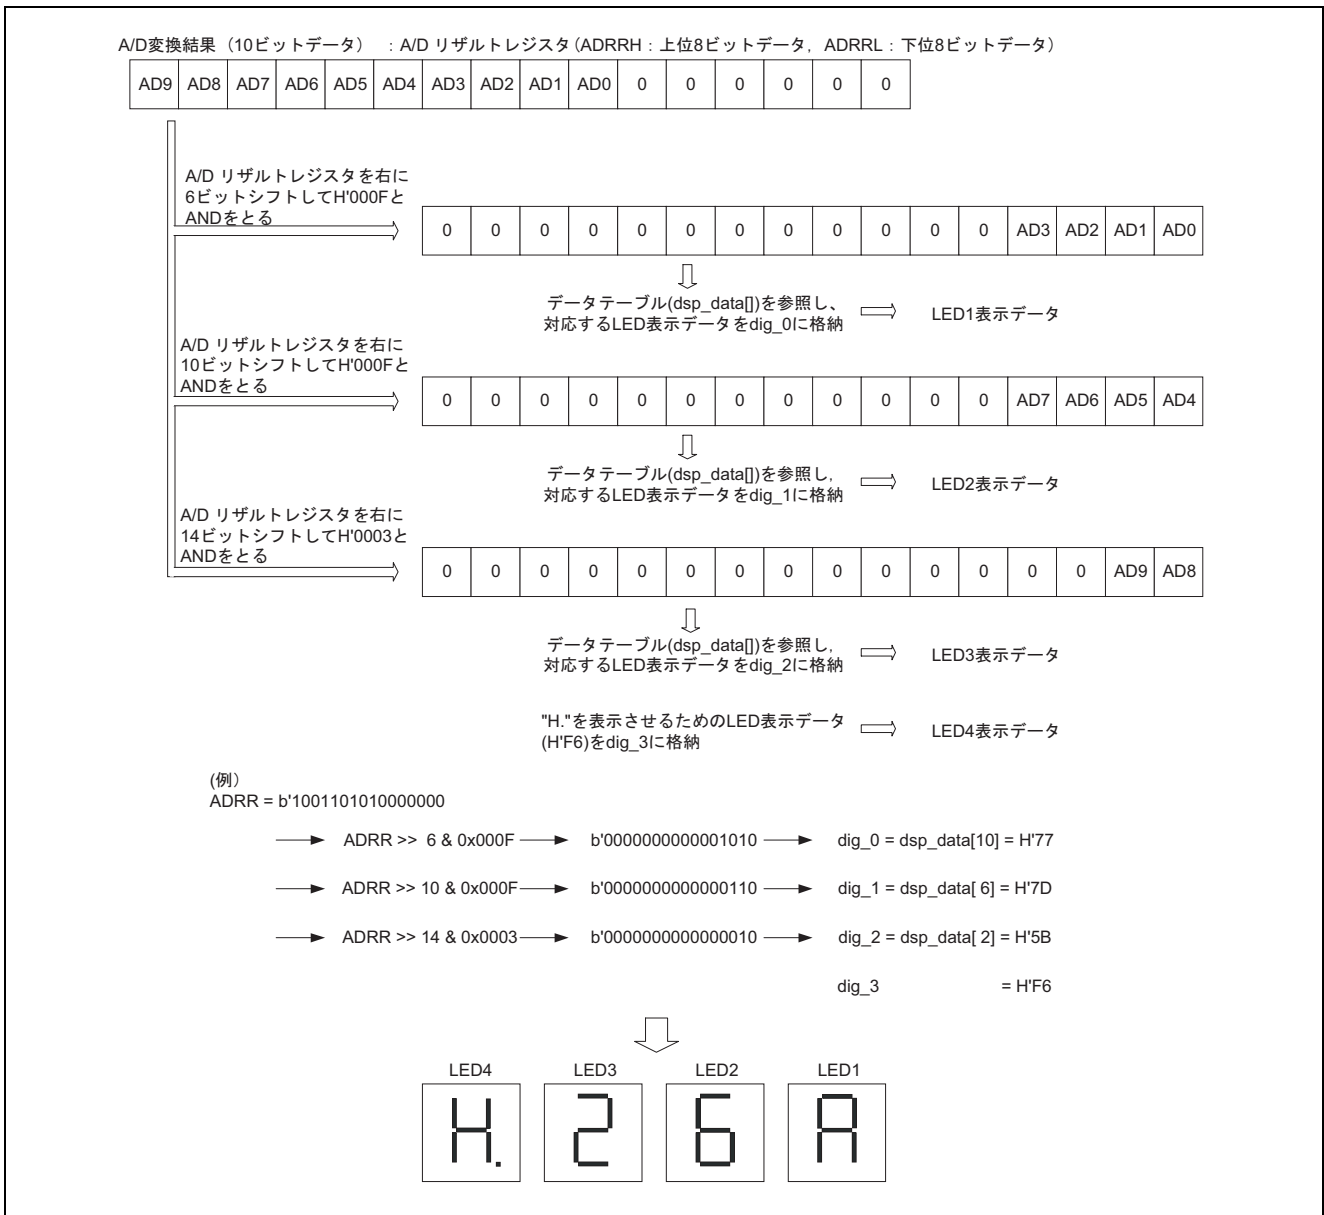 A/D変換結果（10ビットデータ）　：A/D リザルトレジスタ（ADRRH：上位8ビットデータ，ADRRL：下位8ビットデータ）
AD9 AD8 AD7 AD6 AD5 AD4 AD3 AD2 AD1 AD0 0 0 0 0 0 0
A/D リザルトレジスタを右に
6ビットシフトしてH'000Fと
ANDをとる
0 0 0 0 0 0 0 0 0 0 0 0 AD3 AD2 AD1 AD0
データテーブル(dsp_data[])を参照し、
対応するLED表示データをdig_0に格納
LED1表示データ
A/D リザルトレジスタを右に
10ビットシフトしてH'000Fと
ANDをとる
0 0 0 0 0 0 0 0 0 0 0 0 AD7 AD6 AD5 AD4
データテーブル(dsp_data[])を参照し，
対応するLED表示データをdig_1に格納
LED2表示データ
A/D リザルトレジスタを右に
14ビットシフトしてH'0003と
ANDをとる
0 0 0 0 0 0 0 0 0 0 0 0 0 0 AD9 AD8
データテーブル(dsp_data[])を参照し，
対応するLED表示データをdig_2に格納
LED3表示データ
"H."を表示させるためのLED表示データ
(H'F6)をdig_3に格納
LED4表示データ
(例）
ADRR = b'1001101010000000
ADRR >> 6 & 0x000F b'0000000000001010 dig_0 = dsp_data[10] = H'77
ADRR >> 10 & 0x000F b'0000000000000110 dig_1 = dsp_data[ 6] = H'7D
ADRR >> 14 & 0x0003 b'0000000000000010 dig_2 = dsp_data[ 2] = H'5B
dig_3 = H'F6
LED4 LED3 LED2 LED1
H. 2 6 A